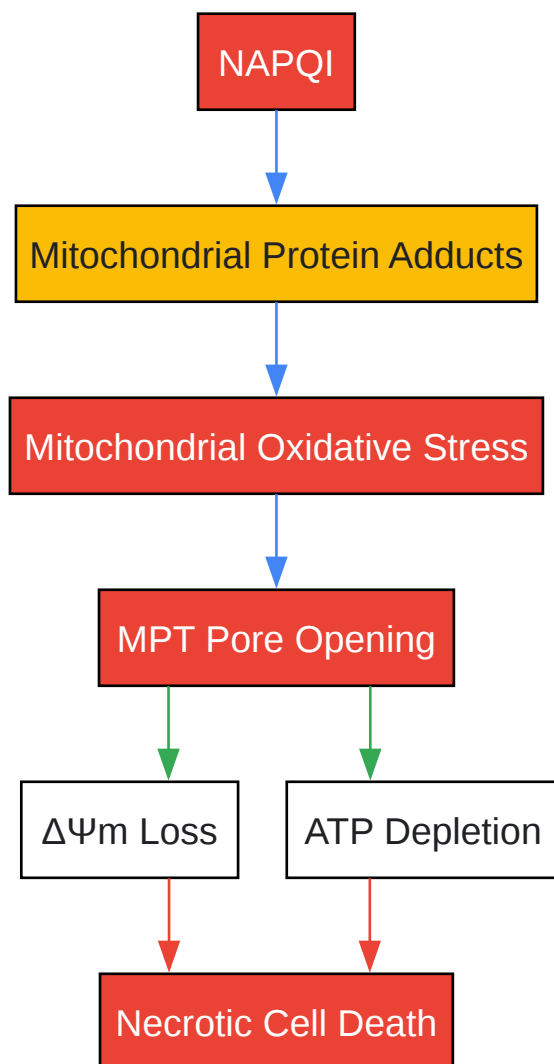 NAPQI
Mitochondrial Protein Adducts
Mitochondrial Oxidative Stress
MPT Pore Opening
ΔΨm Loss
ATP Depletion
Necrotic Cell Death